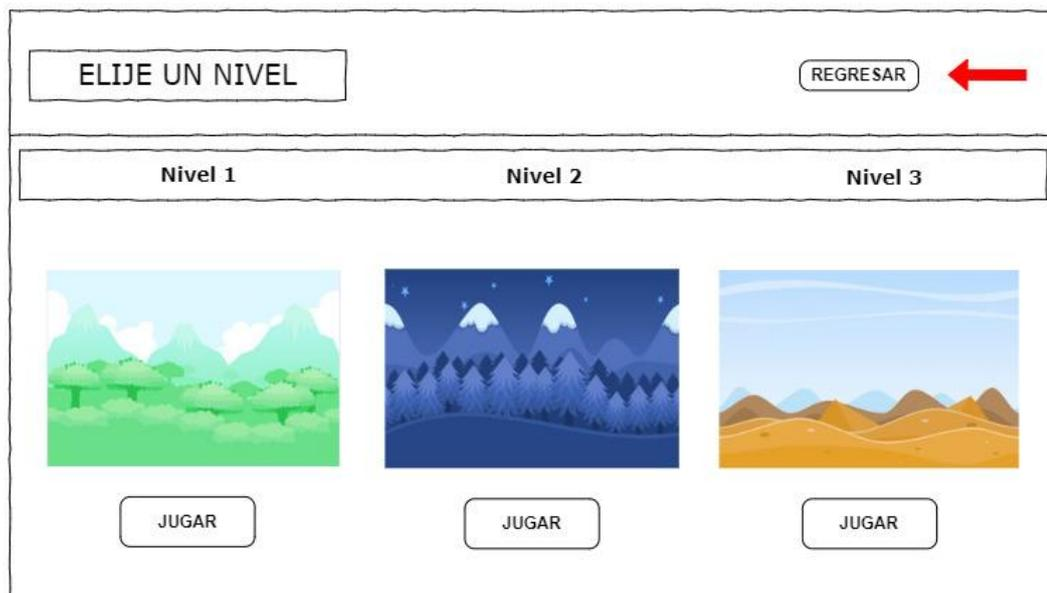 ELIJE UN NIVEL
REGRESAR
Nivel 1
Nivel 2
Nivel 3
JUGAR
JUGAR
JUGAR